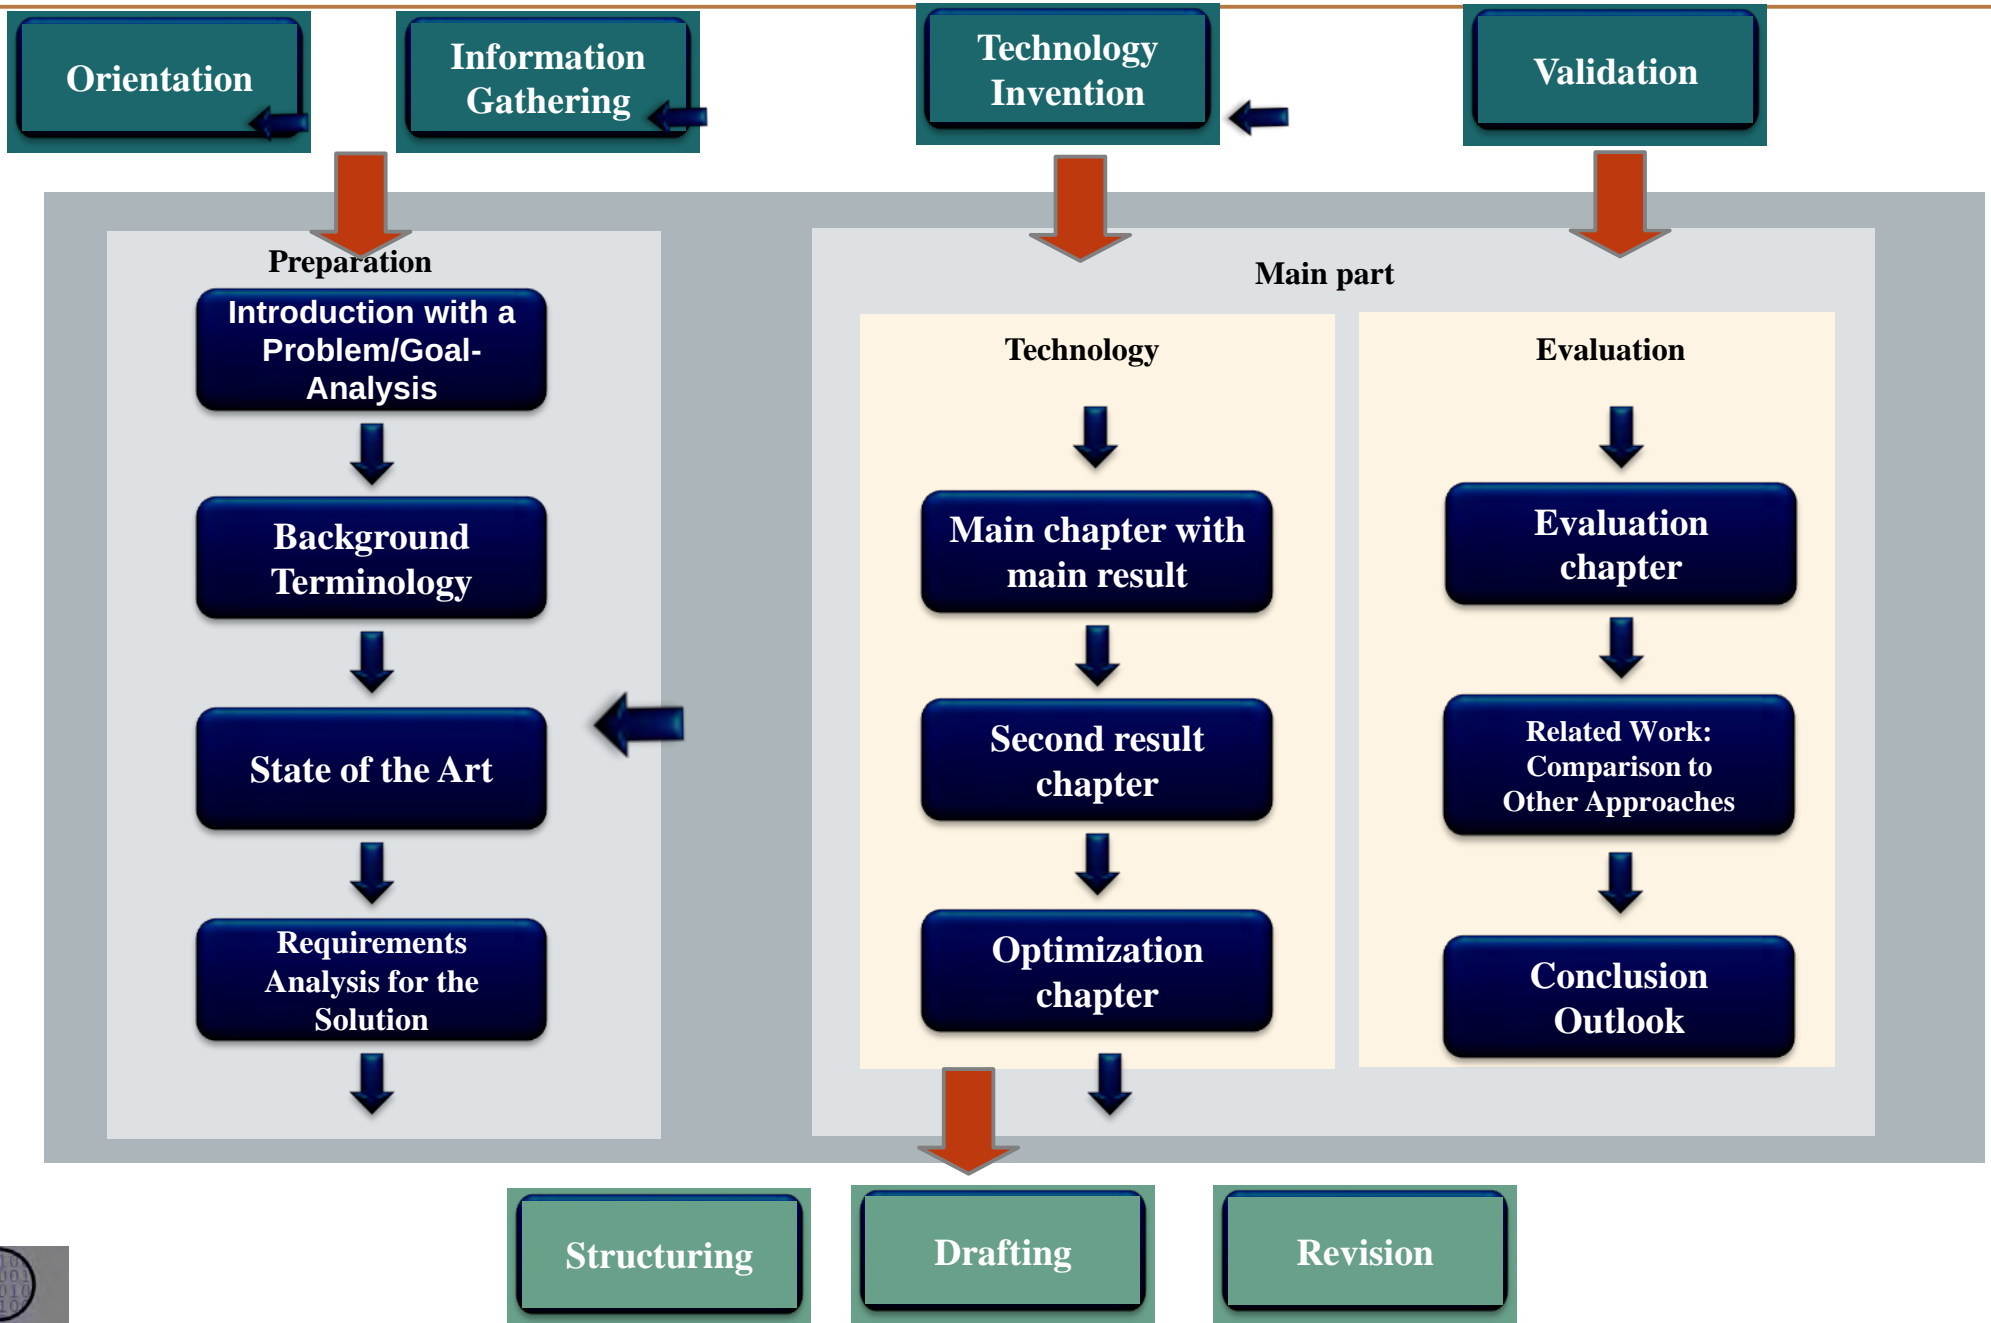 Orientation
Information
Gathering
Technology
Invention
Validation
Preparation
Introduction with a
Problem/Goal-
Analysis
Background
Terminology
State of the Art
Requirements
Analysis for the
Solution
Main part
Technology
Main chapter with
main result
Second result
chapter
Optimization
chapter
Evaluation
Evaluation
chapter
Related Work:
Comparison to
Other Approaches
Conclusion
Outlook
Structuring
Drafting
Revision